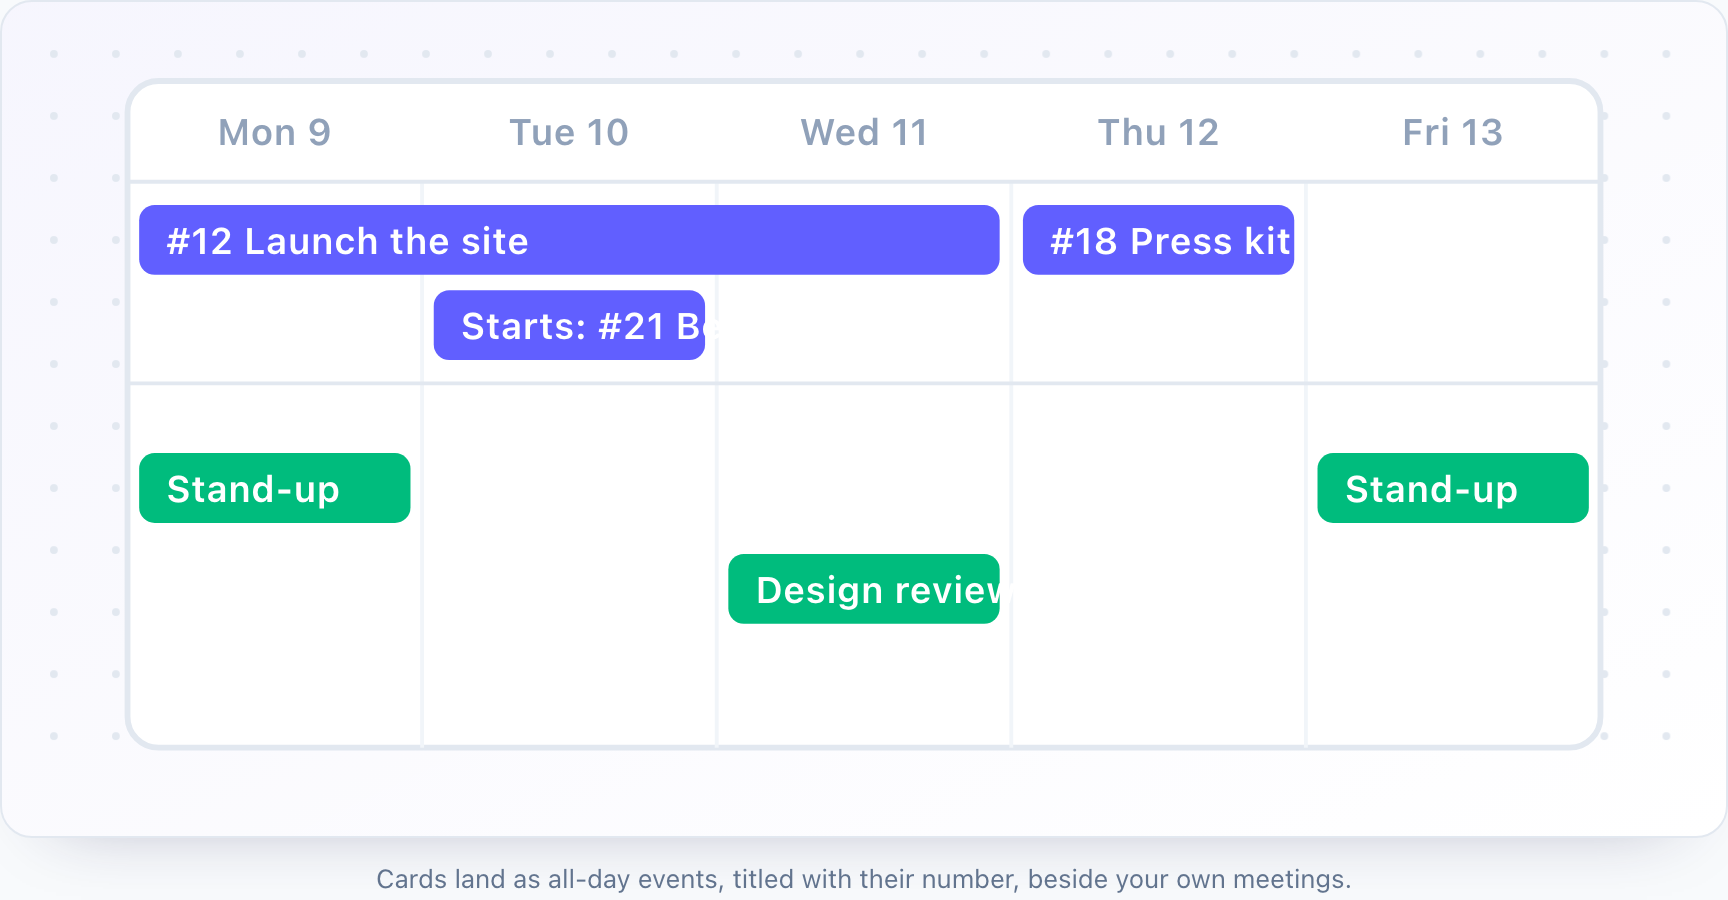 Mon 9
Tue 10
Wed 11
Thu 12
Fri 13
#12 Launch the site
#18 Press kit
Starts: #21
Stand-up
Stand-up
Design review
Cards land as all-day events, titled with their number, beside your own meetings.